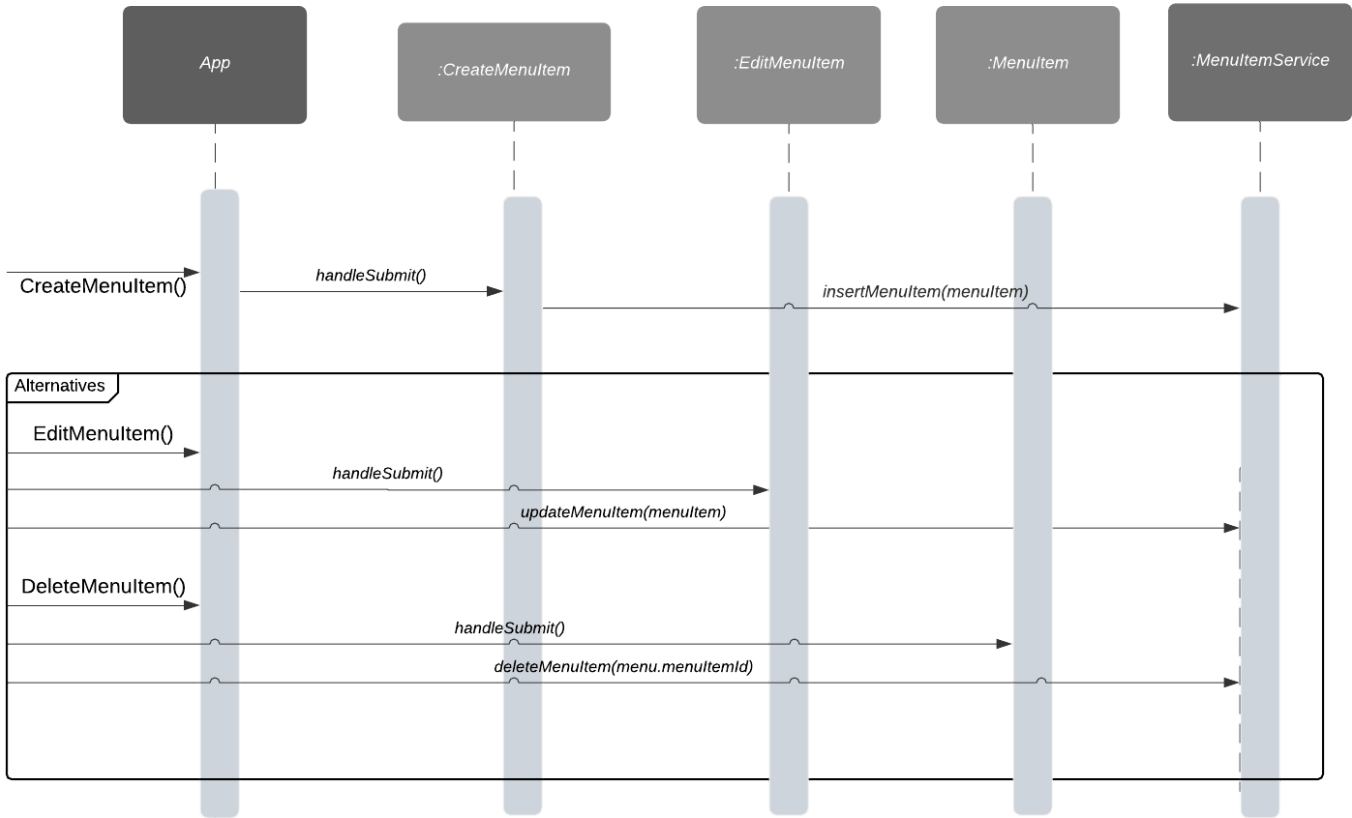 App
:CreateMenuItem
:EditMenuItem
:MenuItem
:MenuItemService
CreateMenuItem()
handleSubmit()
insertMenuItem(menuItem)
Alternatives
EditMenuItem()
handleSubmit()
updateMenuItem(menuItem)
DeleteMenuItem()
handleSubmit()
deleteMenuItem(menu.menuItemId)